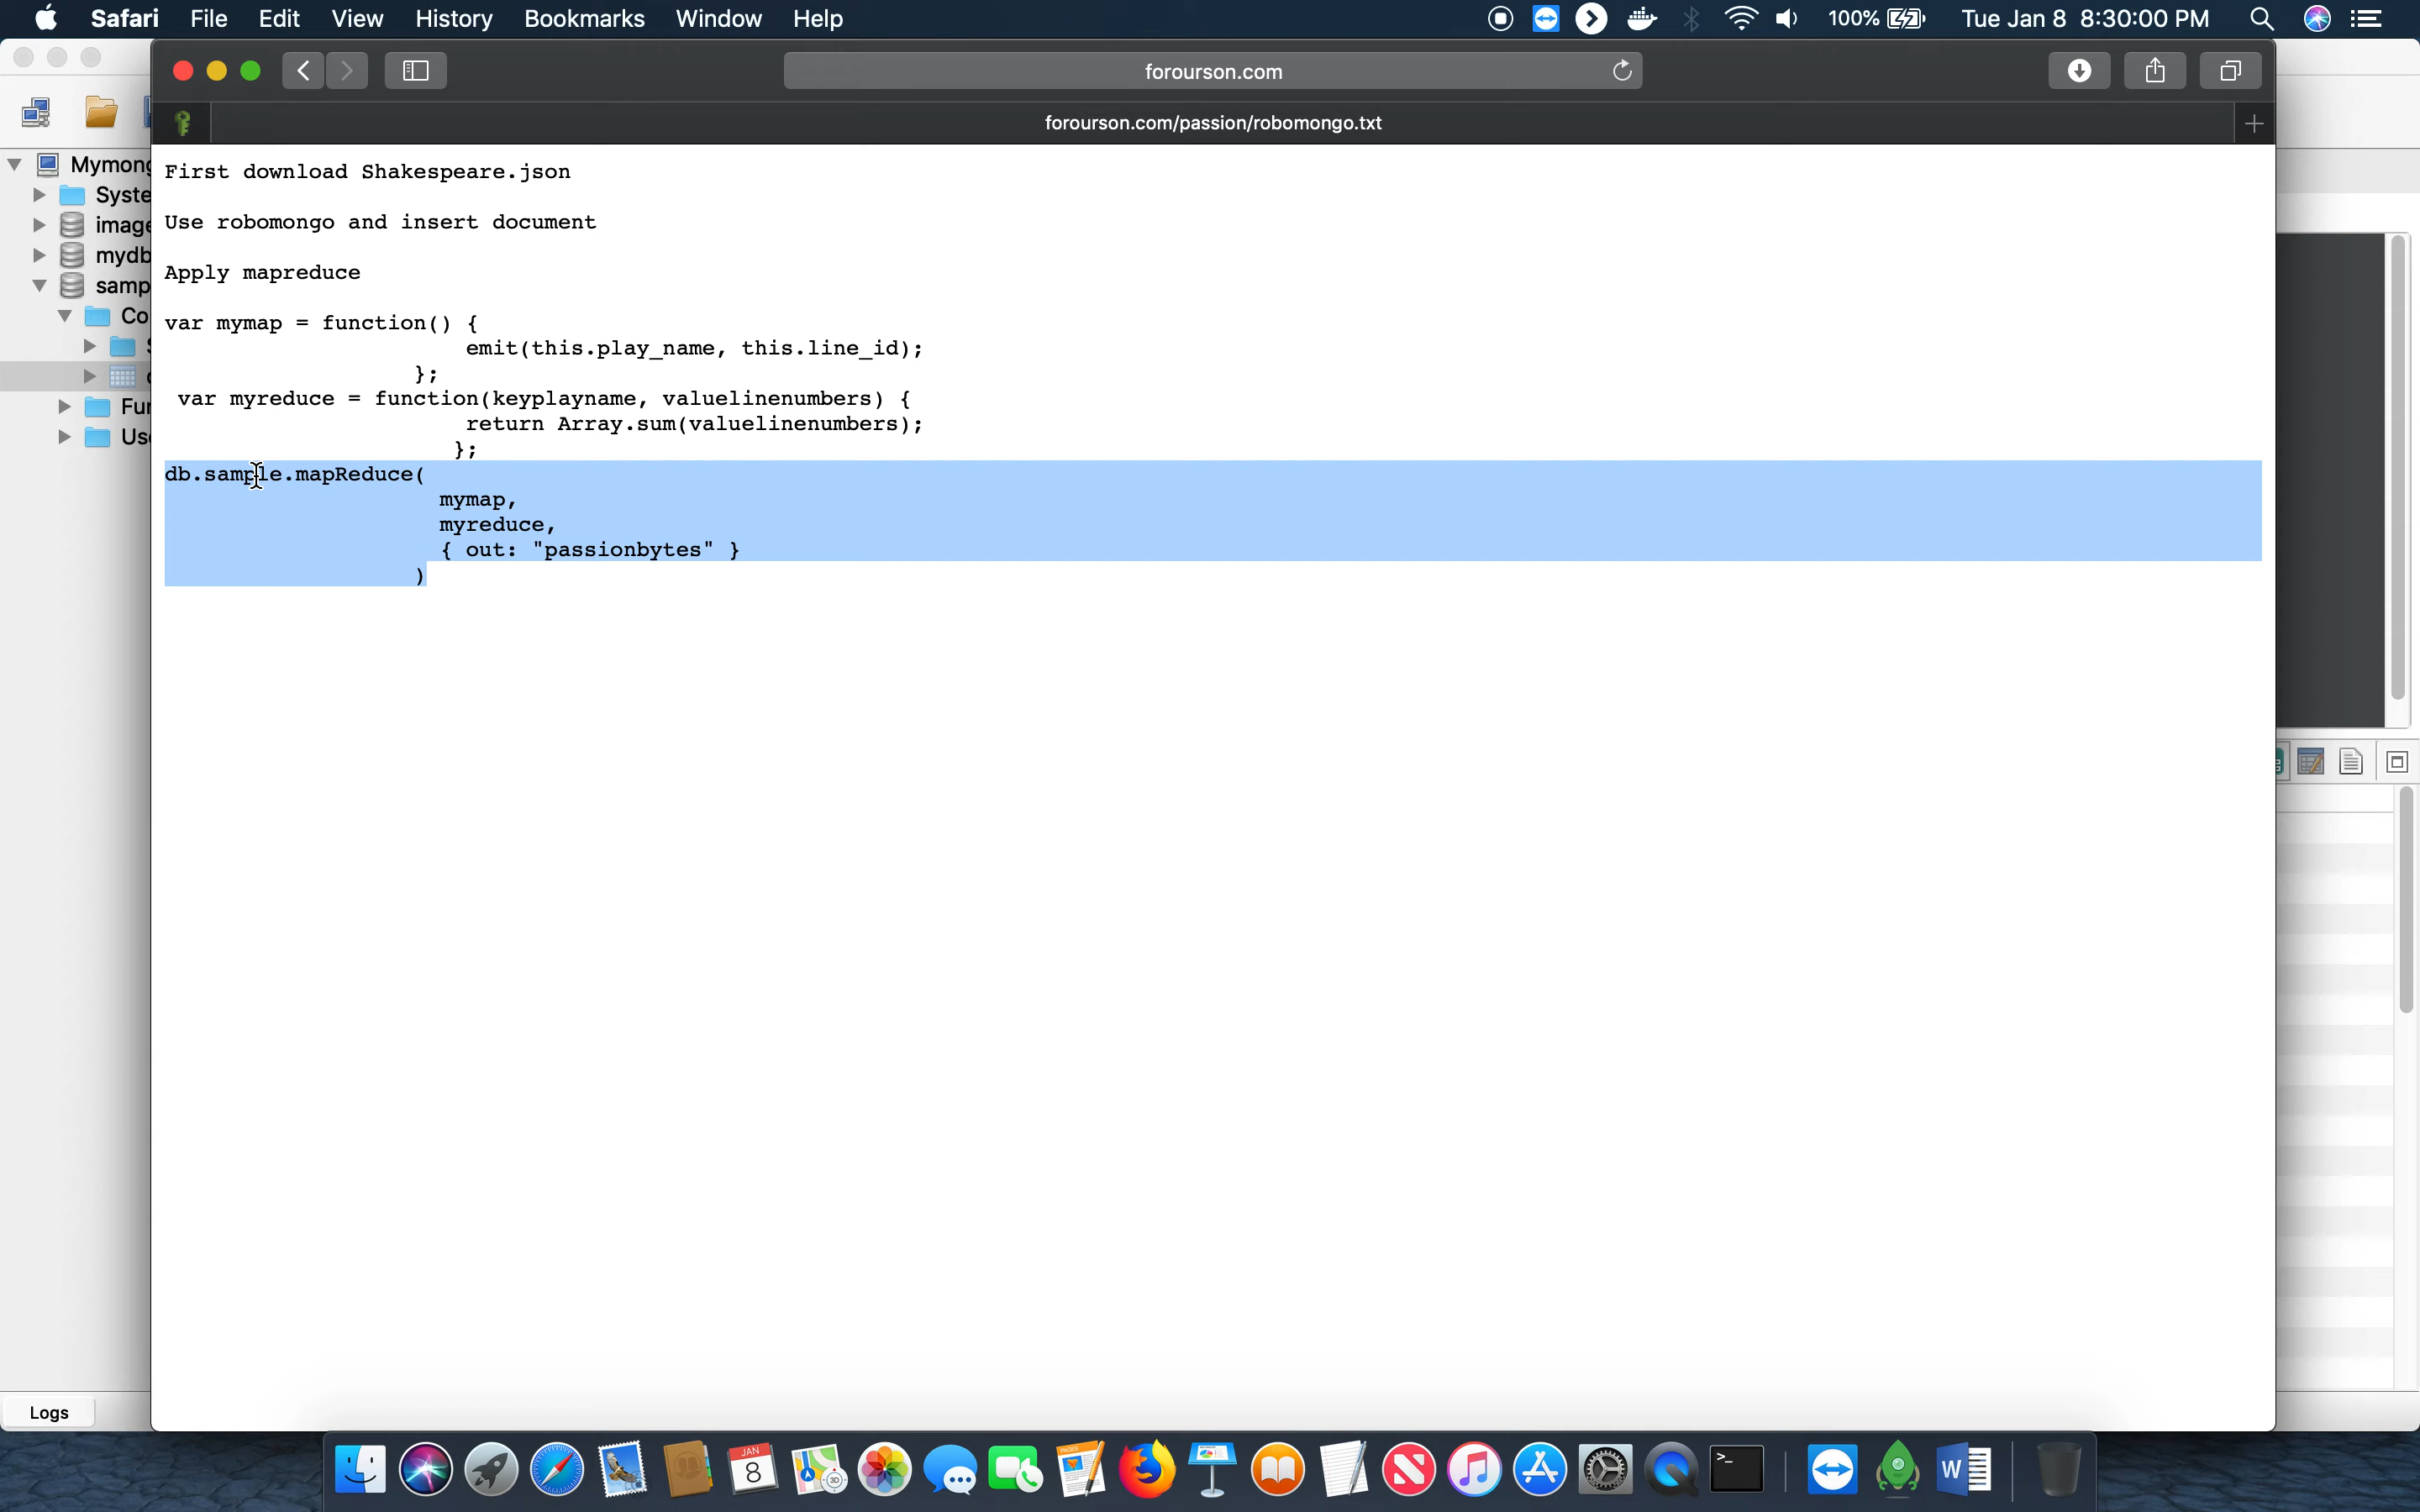 Safari File Edit View History Bookmarks Window Help 100% Tue Jan 8 8:30:00 PM
forourson.com
forourson.com/passion/robomongo.txt
Mymong
Syste
image
mydb
samp
Co
Fu
Use
First download Shakespeare.json
Use robomongo and insert document
Apply mapreduce
var mymap = function() {
emit(this.play_name, this.line_id);
};
var myreduce = function(keyplayname, valuelinenumbers) {
return Array.sum(valuelinenumbers);
};
db.sample.mapReduce(
mymap,
myreduce,
{ out: "passionbytes" }
)
Logs
JAN
8